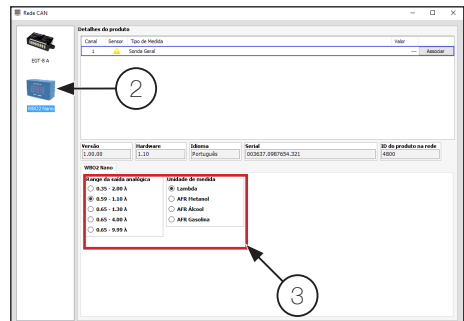 Rede CAN
EGT-8 A
WBO2 Nano
Detalhes do produto
Canal Sensor Tipo de Medida Valor
1 Sonda Geral --- Associar
2
Versão Hardware Idioma Serial ID do produto na rede
1.00.00 1.10 Português 003637.0987654.321 4800
WBO2 Nano
Range da saída analógica Unidade de medida
0.35 - 2.00 λ Lambda
0.59 - 1.10 λ AFR Metanol
0.65 - 1.30 λ AFR Álcool
0.65 - 4.00 λ AFR Gasolina
0.65 - 9.99 λ
3